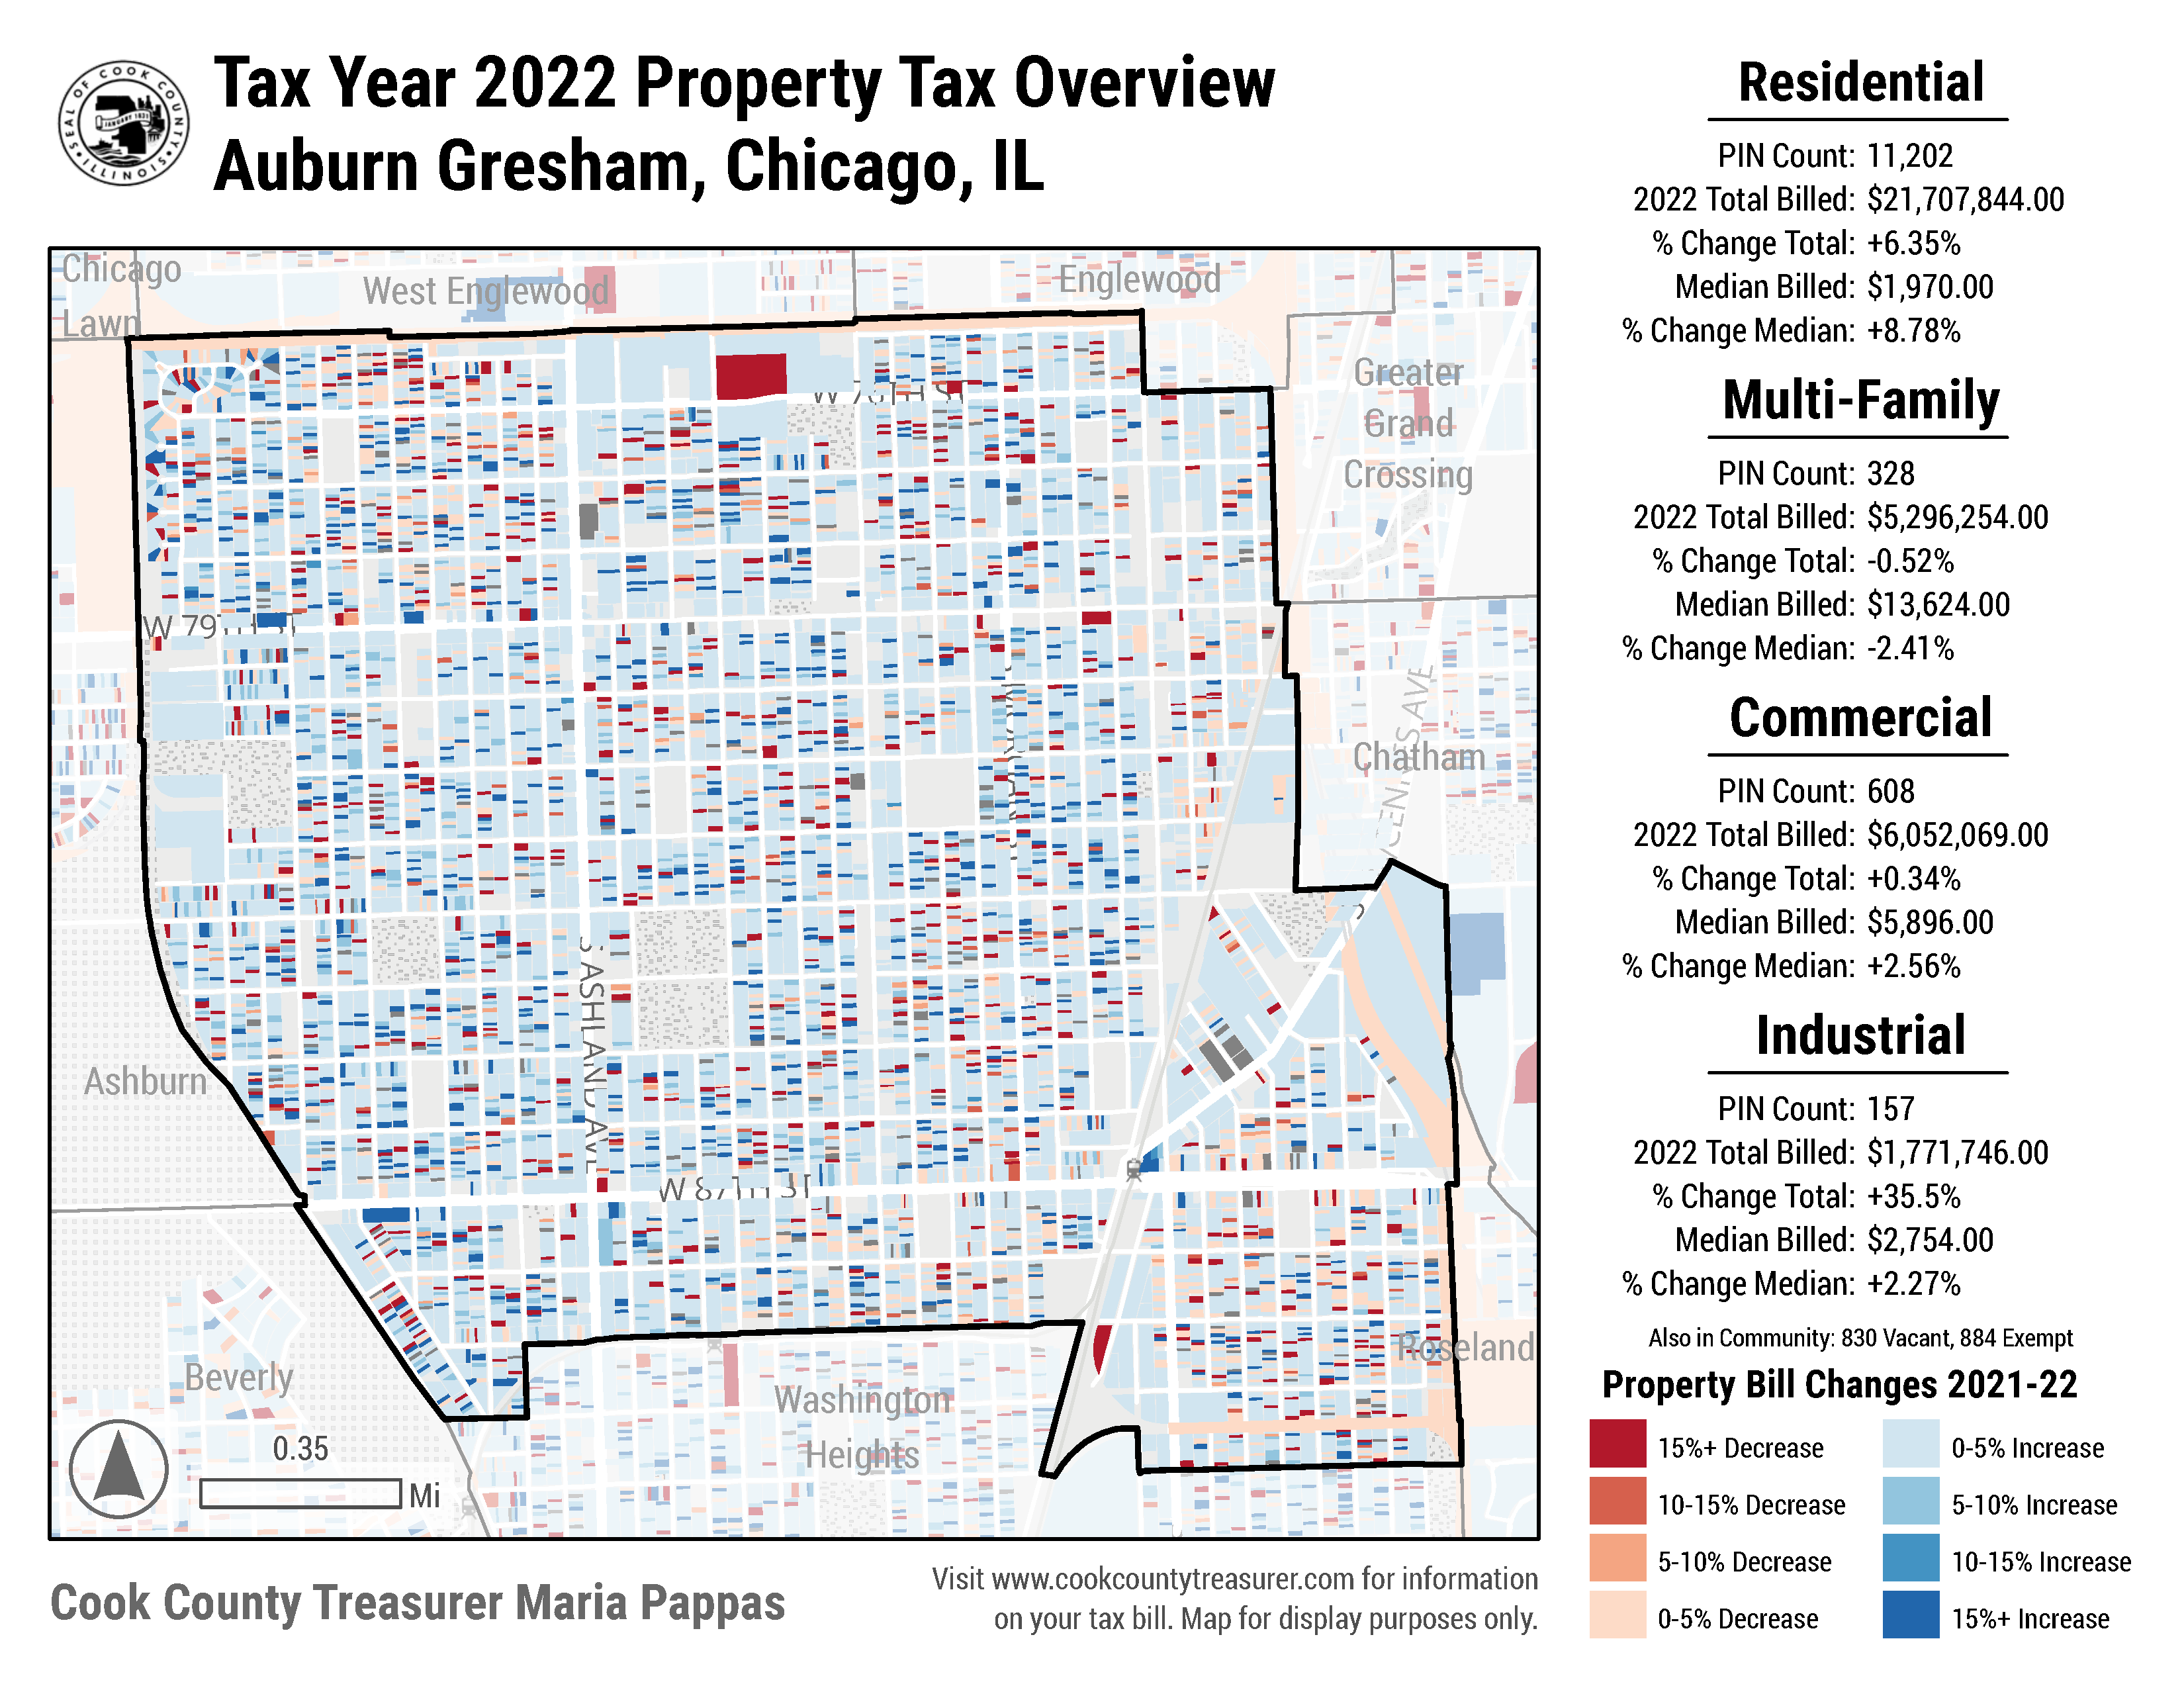 SEAL OF COOK COUNTY
JANUARY 1831
ILLINOIS
Tax Year 2022 Property Tax Overview
Auburn Gresham, Chicago, IL
Chicago
Lawn
West Englewood
Englewood
Greater
Grand
Crossing
W 76TH ST
W 79TH ST
Chatham
S ASHLAND AVE
Ashburn
W 87TH ST
Beverly
Washington
Heights
Roseland
0.35
Mi
Cook County Treasurer Maria Pappas
Visit www.cookcountytreasurer.com for information
on your tax bill. Map for display purposes only.
Residential
PIN Count: 11,202
2022 Total Billed: $21,707,844.00
% Change Total: +6.35%
Median Billed: $1,970.00
% Change Median: +8.78%
Multi-Family
PIN Count: 328
2022 Total Billed: $5,296,254.00
% Change Total: -0.52%
Median Billed: $13,624.00
% Change Median: -2.41%
Commercial
PIN Count: 608
2022 Total Billed: $6,052,069.00
% Change Total: +0.34%
Median Billed: $5,896.00
% Change Median: +2.56%
Industrial
PIN Count: 157
2022 Total Billed: $1,771,746.00
% Change Total: +35.5%
Median Billed: $2,754.00
% Change Median: +2.27%
Also in Community: 830 Vacant, 884 Exempt
Property Bill Changes 2021-22
15%+ Decrease
10-15% Decrease
5-10% Decrease
0-5% Decrease
0-5% Increase
5-10% Increase
10-15% Increase
15%+ Increase